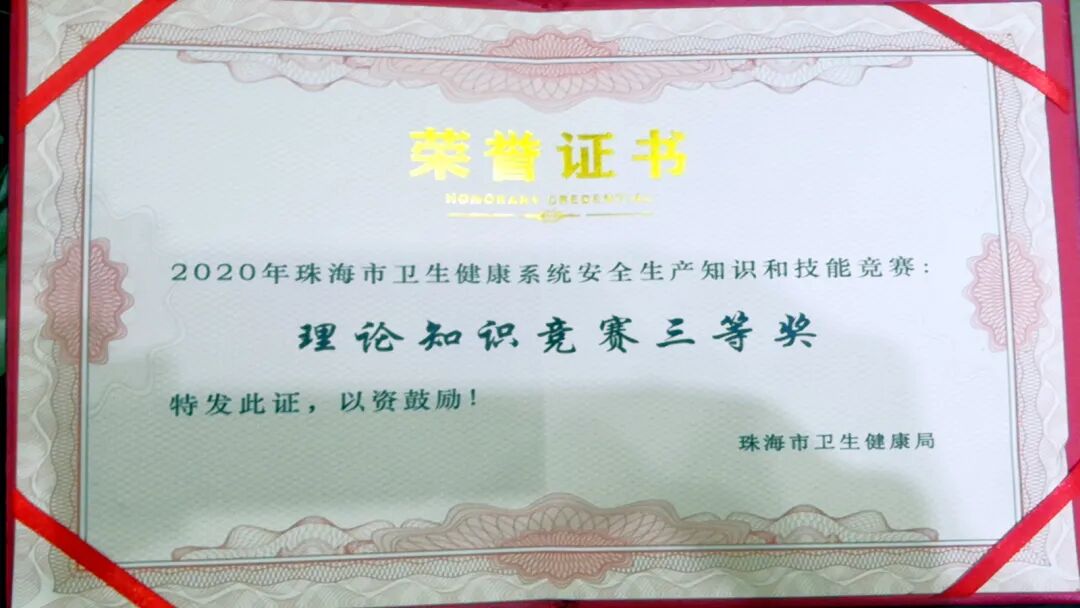 荣誉证书
HONORARY CREDENTIAL
2020年珠海市卫生健康系统安全生产知识和技能竞赛:
理论知识竞赛三等奖
特发此证，以资鼓励！
珠海市卫生健康局